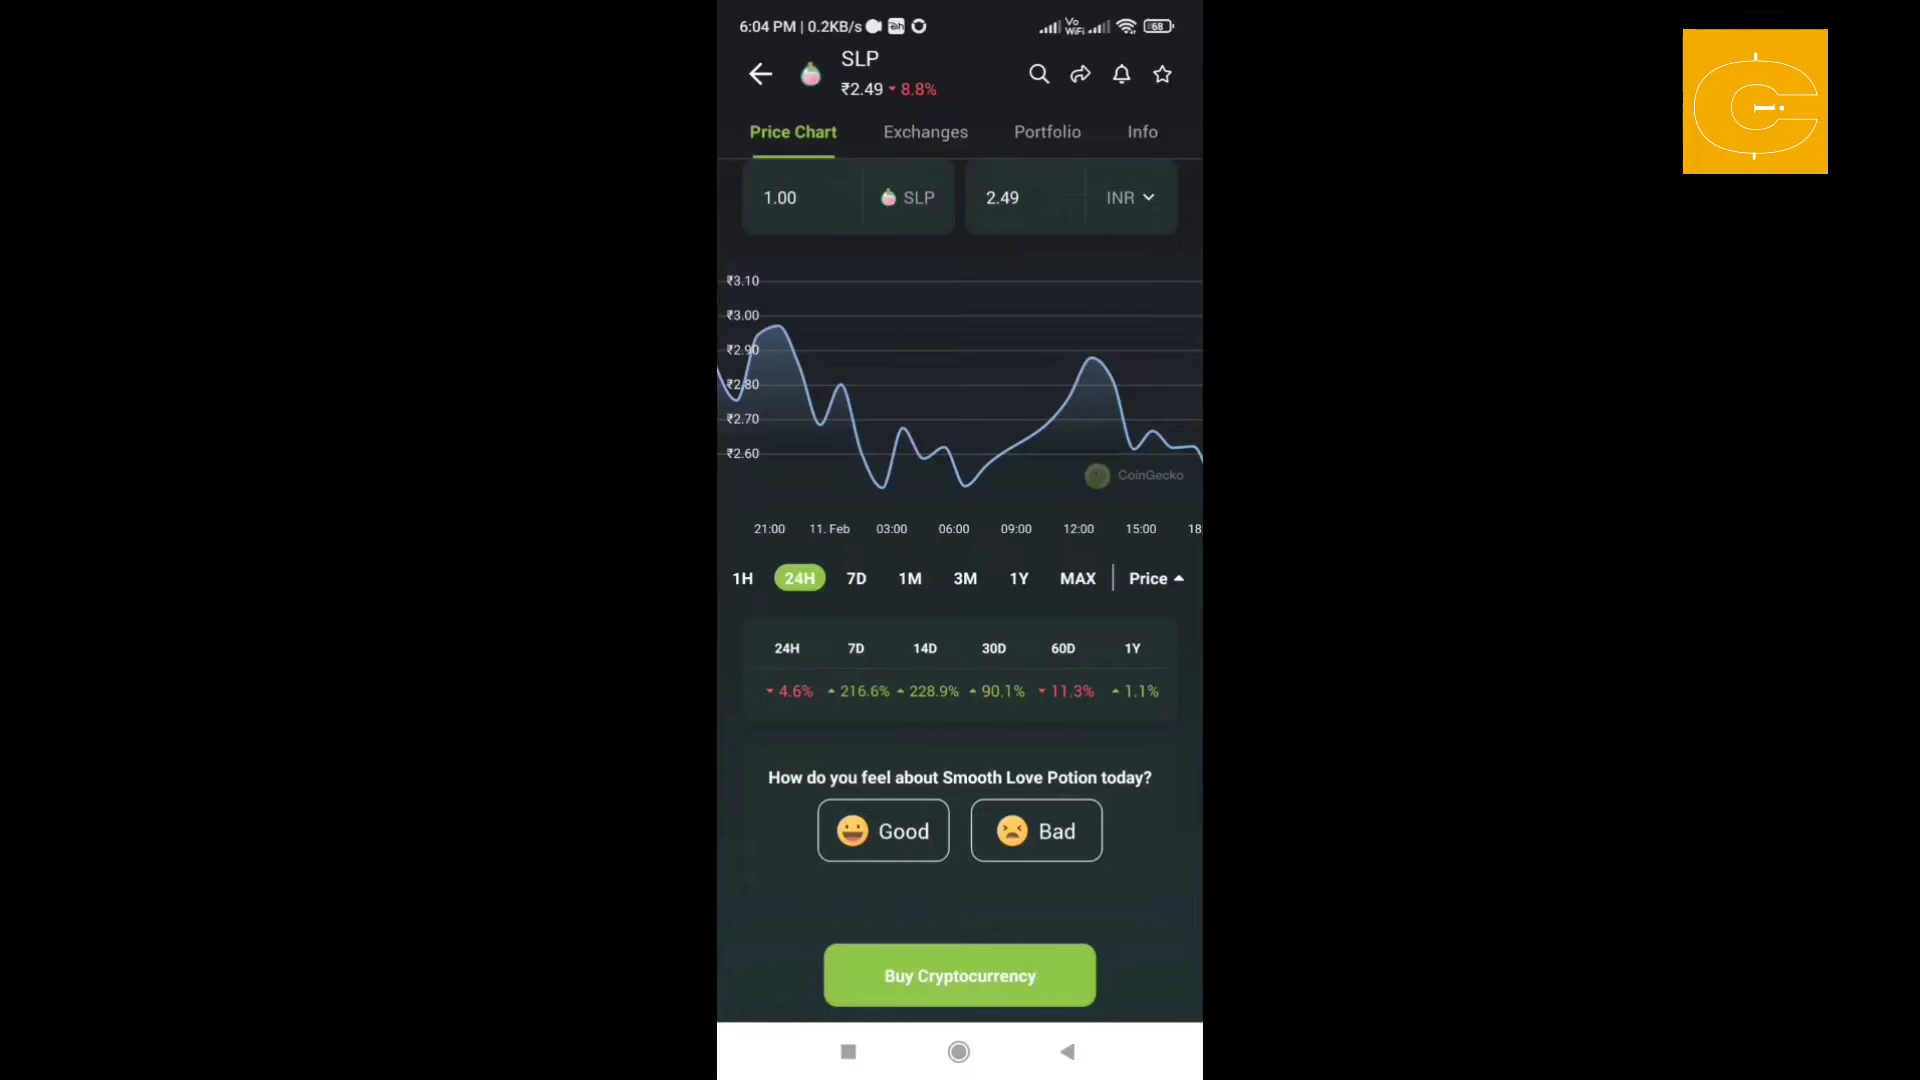 6:04 PM | 0.2KB/s
Vo
WiFi
68
SLP
₹2.49 8.8%
Price Chart Exchanges Portfolio Info
1.00 SLP 2.49 INR
₹3.10
₹3.00
₹2.90
₹2.80
₹2.70
₹2.60
CoinGecko
21:00 11. Feb 03:00 06:00 09:00 12:00 15:00 18
1H 24H 7D 1M 3M 1Y MAX Price
24H 7D 14D 30D 60D 1Y
4.6% 216.6% 228.9% 90.1% 11.3% 1.1%
How do you feel about Smooth Love Potion today?
Good Bad
Buy Cryptocurrency